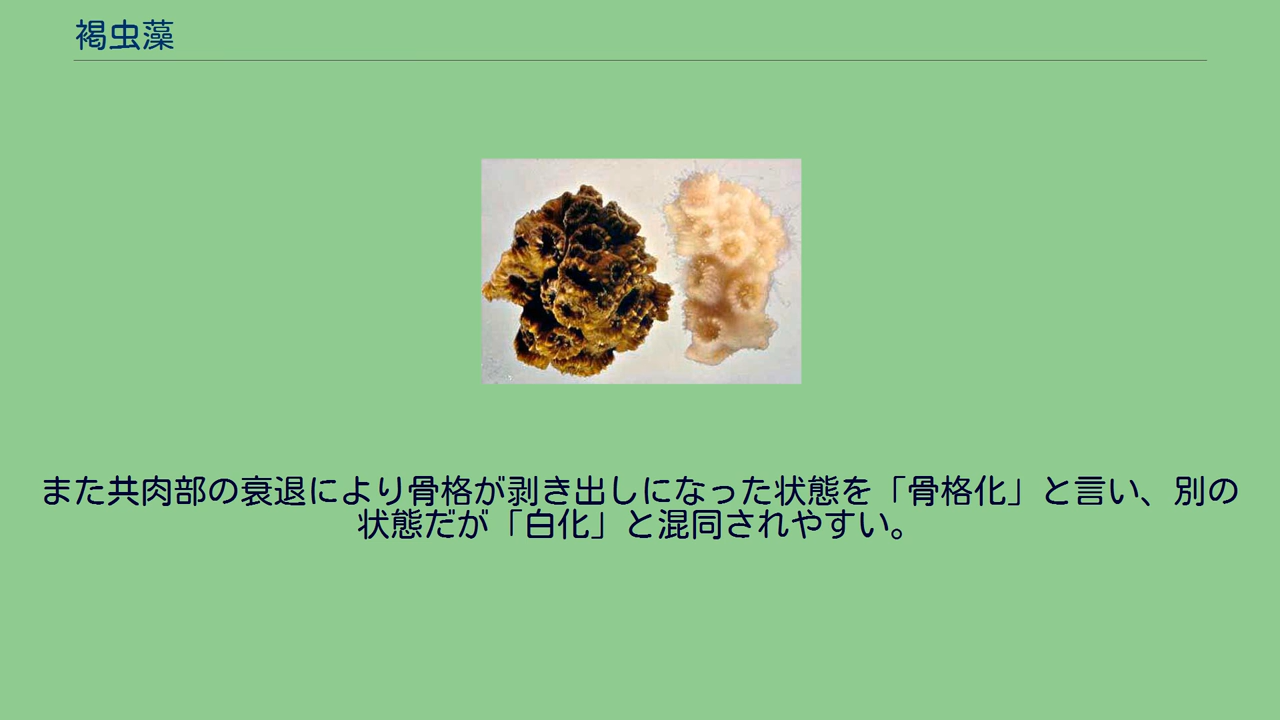 褐虫藻
また共肉部の衰退により骨格が剥き出しになった状態を「骨格化」と言い、別の
状態だが「白化」と混同されやすい。